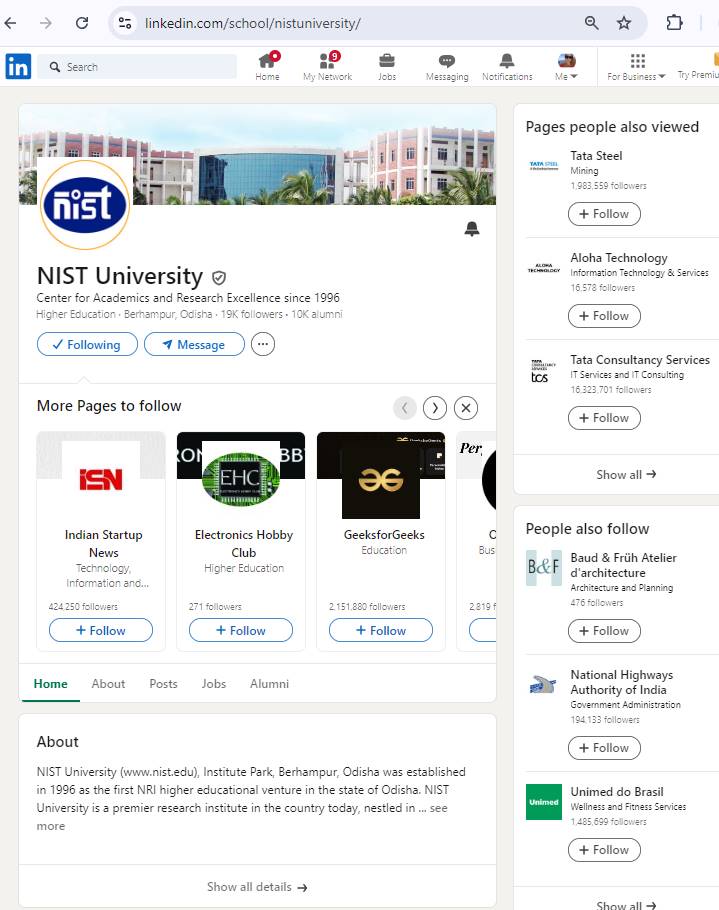 linkedin.com/school/nistuniversity/
in
Search
Home
9
My Network
Jobs
Messaging
Notifications
Me
For Business
nist
NIST University
Center for Academics and Research Excellence since 1996
Higher Education · Berhampur, Odisha · 19K followers · 10K alumni
Following
Message
More Pages to follow
iSN
Indian Startup
News
Technology,
Information and...
424,250 followers
+ Follow
EHC
ELECTRONICS HOBBY CLUB
Electronics Hobby
Club
Higher Education
271 followers
+ Follow
GeeksforGeeks
Education
2,151,880 followers
+ Follow
2,819 f
Home
About
Posts
Jobs
Alumni
About
NIST University (www.nist.edu), Institute Park, Berhampur, Odisha was established
in 1996 as the first NRI higher educational venture in the state of Odisha. NIST
University is a premier research institute in the country today, nestled in ... see
more
Show all details →
Pages people also viewed
TATA STEEL
Tata Steel
Mining
1,983,559 followers
+ Follow
ALOHA
TECHNOLOGY
Aloha Technology
Information Technology & Services
16,578 followers
+ Follow
TATA
CONSULTANCY
SERVICES
tcs
Tata Consultancy Services
IT Services and IT Consulting
16,323,701 followers
+ Follow
Show all →
People also follow
B&F
Baud & Früh Atelier
d'architecture
Architecture and Planning
476 followers
+ Follow
National Highways
Authority of India
Government Administration
194,133 followers
+ Follow
Unimed
Unimed do Brasil
Wellness and Fitness Services
1,485,699 followers
+ Follow
Show all →